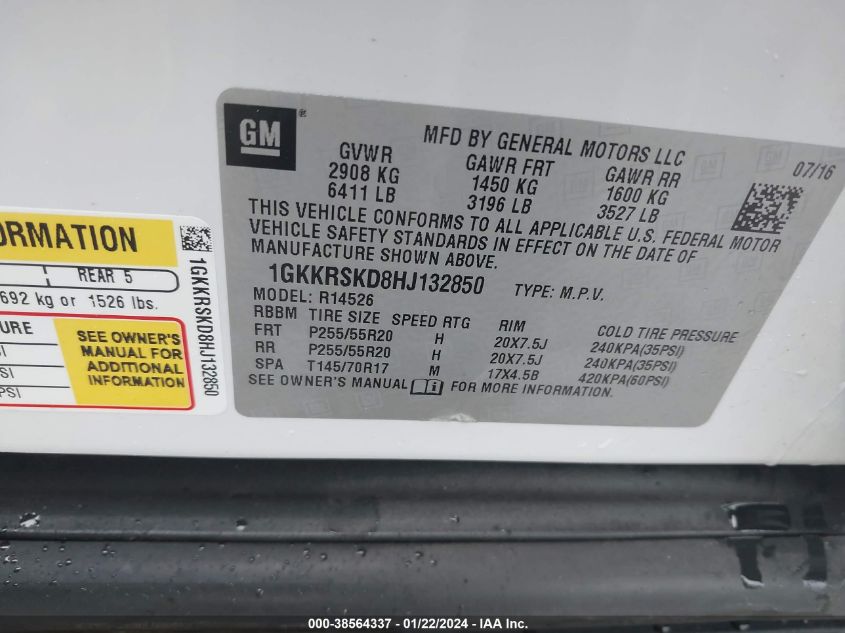 GM
®
MFD BY GENERAL MOTORS LLC
07/16
GVWR GAWR FRT GAWR RR
2908 KG 1450 KG 1600 KG
6411 LB 3196 LB 3527 LB
THIS VEHICLE CONFORMS TO ALL APPLICABLE U.S. FEDERAL MOTOR
VEHICLE SAFETY STANDARDS IN EFFECT ON THE DATE OF
MANUFACTURE SHOWN ABOVE.
1GKKRSKD8HJ132850 TYPE: M.P.V.
MODEL: R14526
RBBM TIRE SIZE SPEED RTG RIM COLD TIRE PRESSURE
FRT P255/55R20 H 20X7.5J 240KPA(35PSI)
RR P255/55R20 H 20X7.5J 240KPA(35PSI)
SPA T145/70R17 M 17X4.5B 420KPA(60PSI)
SEE OWNER'S MANUAL FOR MORE INFORMATION.
ORMATION
REAR 5
692 kg or 1526 lbs.
SURE
SI
SI
PSI
SEE OWNER'S
MANUAL FOR
ADDITIONAL
INFORMATION
1GKKRSKD8HJ132850
000-38564337 - 01/22/2024 - IAA Inc.